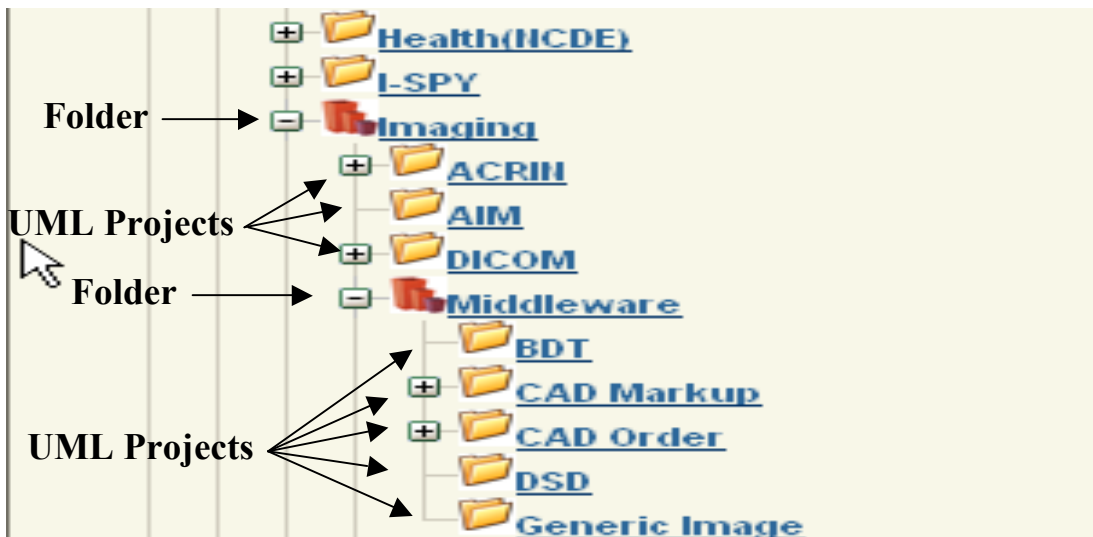 Health(NCDE)
I-SPY
Folder
Imaging
ACRIN
UML Projects
AIM
DICOM
Folder
Middleware
BDT
CAD Markup
UML Projects
CAD Order
DSD
Generic Image